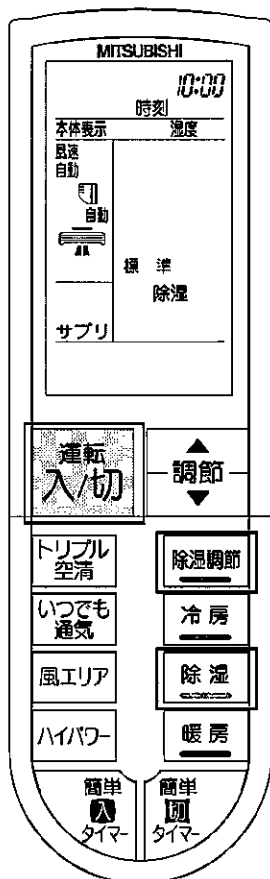 MITSUBISHI
10:00
時刻
本体表示 湿度
風速
自動
自動
標準
除湿
サプリ
運転
入/切
▲
調節
▼
トリプル
空清
除湿調節
いつでも
通気
冷房
風エリア
除湿
ハイパワー
暖房
簡単
入
タイマー
簡単
切
タイマー